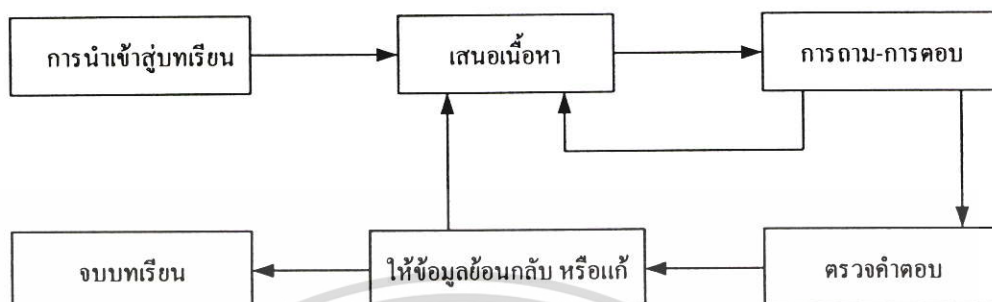 การนำเข้าสู่บทเรียน
เสนอเนื้อหา
การถาม-การตอบ
จบบทเรียน
ให้ข้อมูลย้อนกลับ หรือแก้
ตรวจคำตอบ